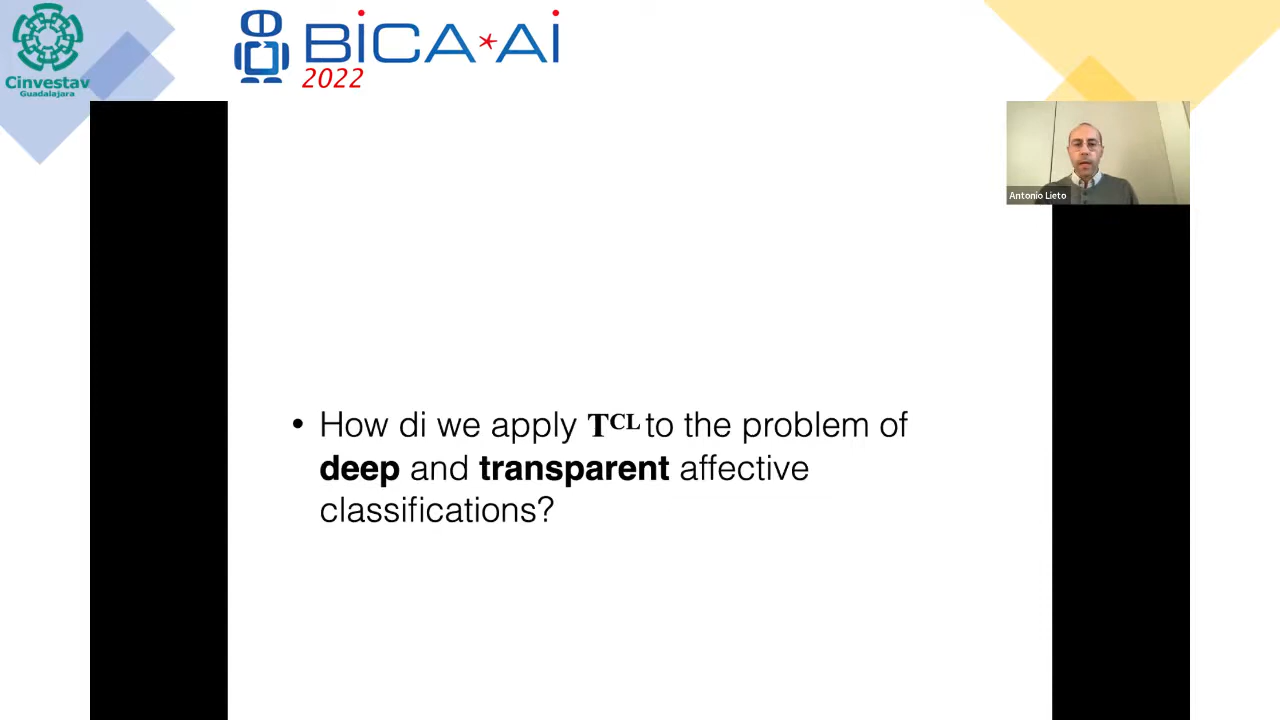 Cinvestav
Guadalajara
BiCA*Ai
2022
Antonio Lieto
• How di we apply Tᶜᴸ to the problem of
deep and transparent affective
classifications?